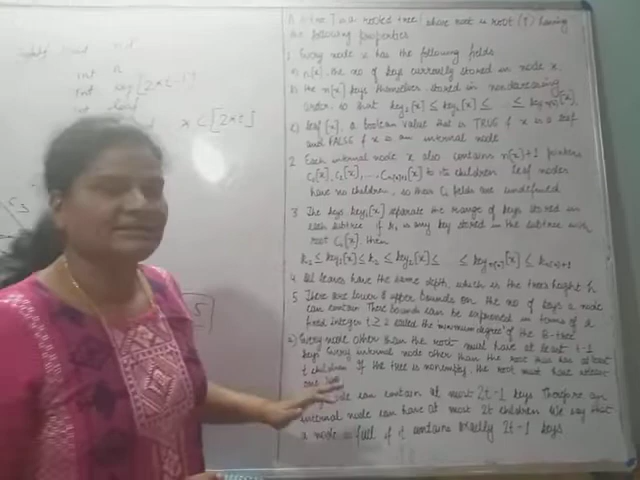 int n
int key [2*t-1]
int leaf
x C [2*t]
C3
5
A B-tree T is a rooted tree (whose root is root (T) having
the following properties
1 Every node x has the following fields
a) n[x], the no of keys currently stored in node x.
b) the n[x] keys themselves, stored in nondecreasing
order, so that key1[x] ≤ key2[x] ≤ ≤ keyn[x][x],
c) leaf [x], a boolean value that is TRUE if x is a leaf
and FALSE if x is an internal node
2 Each internal node x also contains n[x]+1 pointers
C1[x], C2[x], ... Cn[x]+1[x] to its children Leaf nodes
have no children, so their Ci fields are undefined
3 The keys keyi[x] separate the range of keys stored in
each subtree if ki is any key stored in the subtree with
root Ci[x], then
k1 ≤ key1[x] ≤ k2 ≤ key2[x] ≤ ≤ keyn[x][x] ≤ kn[x]+1
4 All leaves have the same depth, which is the trees height h
5 There are lower & upper bounds on the no of keys a node
can contain These bounds can be expressed in terms of a
fixed integer t ≥ 2 called the minimum degree of the B-tree
a) Every node other than the root must have at least t-1
keys Every internal node other than the root thus has at least
t children If the tree is nonempty, the root must have atleast
one
node can contain at most 2t-1 keys Therefore an
internal node can have at most 2t children We say that
a node is full if it contains exactly 2t-1 keys